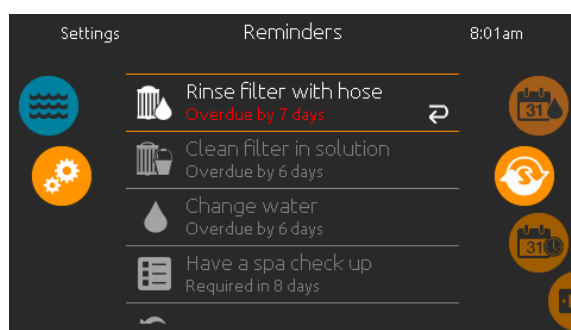 Settings
Reminders
8:01am
Rinse filter with hose
Overdue by 7 days
31
Clean filter in solution
Overdue by 6 days
Change water
Overdue by 6 days
31
Have a spa check up
Required in 8 days